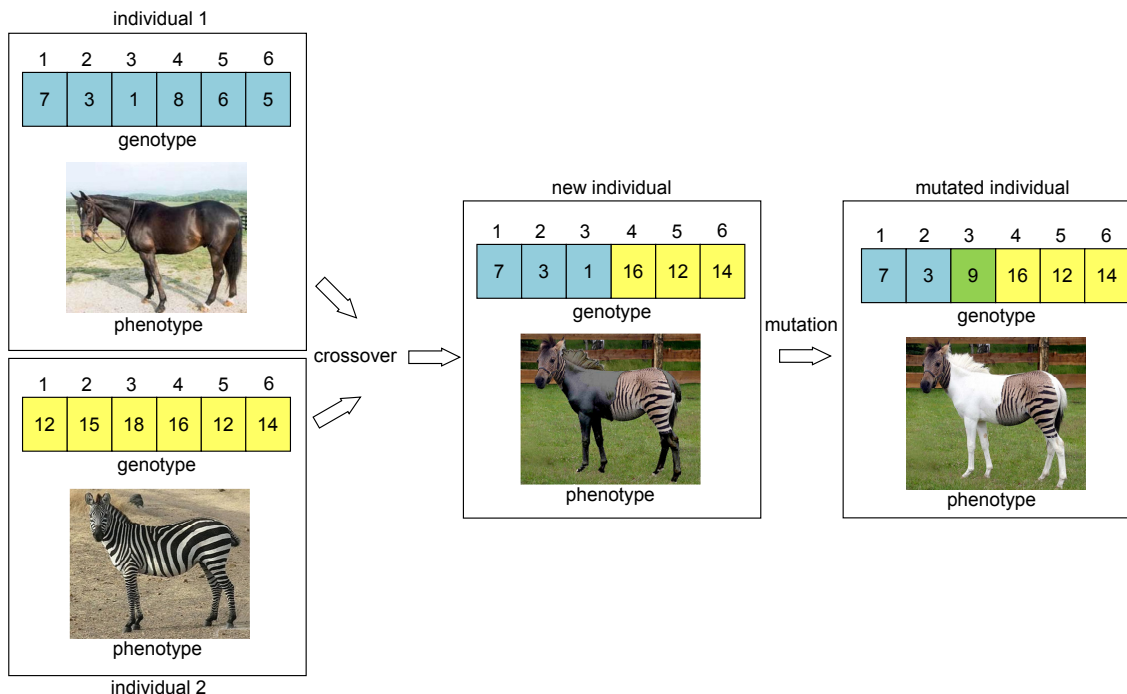 individual 1
1 2 3 4 5 6
7 3 1 8 6 5
genotype
phenotype
1 2 3 4 5 6
12 15 18 16 12 14
genotype
phenotype
individual 2
crossover
new individual
1 2 3 4 5 6
7 3 1 16 12 14
genotype
phenotype
mutation
mutated individual
1 2 3 4 5 6
7 3 9 16 12 14
genotype
phenotype